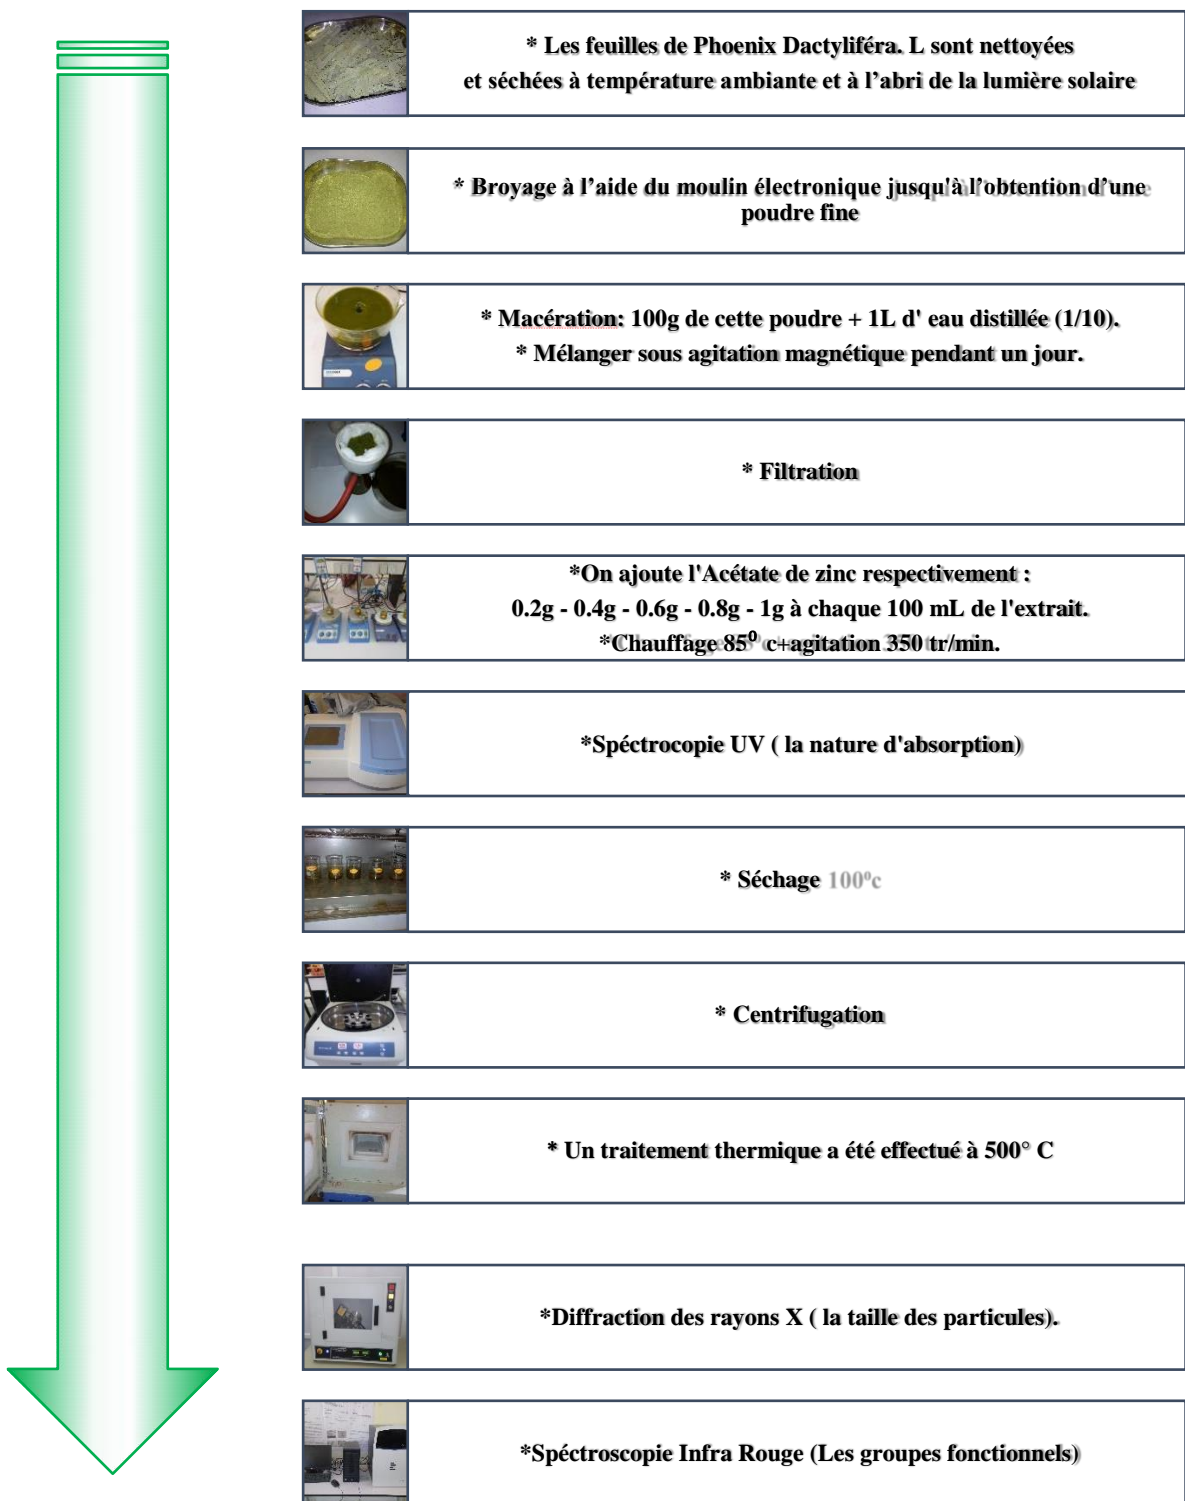 * Les feuilles de Phoenix Dactyliféra. L sont nettoyées
et séchées à température ambiante et à l’abri de la lumière solaire
* Broyage à l’aide du moulin électronique jusqu'à l’obtention d’une
poudre fine
* Macération: 100g de cette poudre + 1L d' eau distillée (1/10).
* Mélanger sous agitation magnétique pendant un jour.
* Filtration
*On ajoute l'Acétate de zinc respectivement :
0.2g - 0.4g - 0.6g - 0.8g - 1g à chaque 100 mL de l'extrait.
*Chauffage 85⁰ c+agitation 350 tr/min.
*Spéctrocopie UV ( la nature d'absorption)
* Séchage 100⁰c
* Centrifugation
* Un traitement thermique a été effectué à 500° C
*Diffraction des rayons X ( la taille des particules).
*Spéctroscopie Infra Rouge (Les groupes fonctionnels)